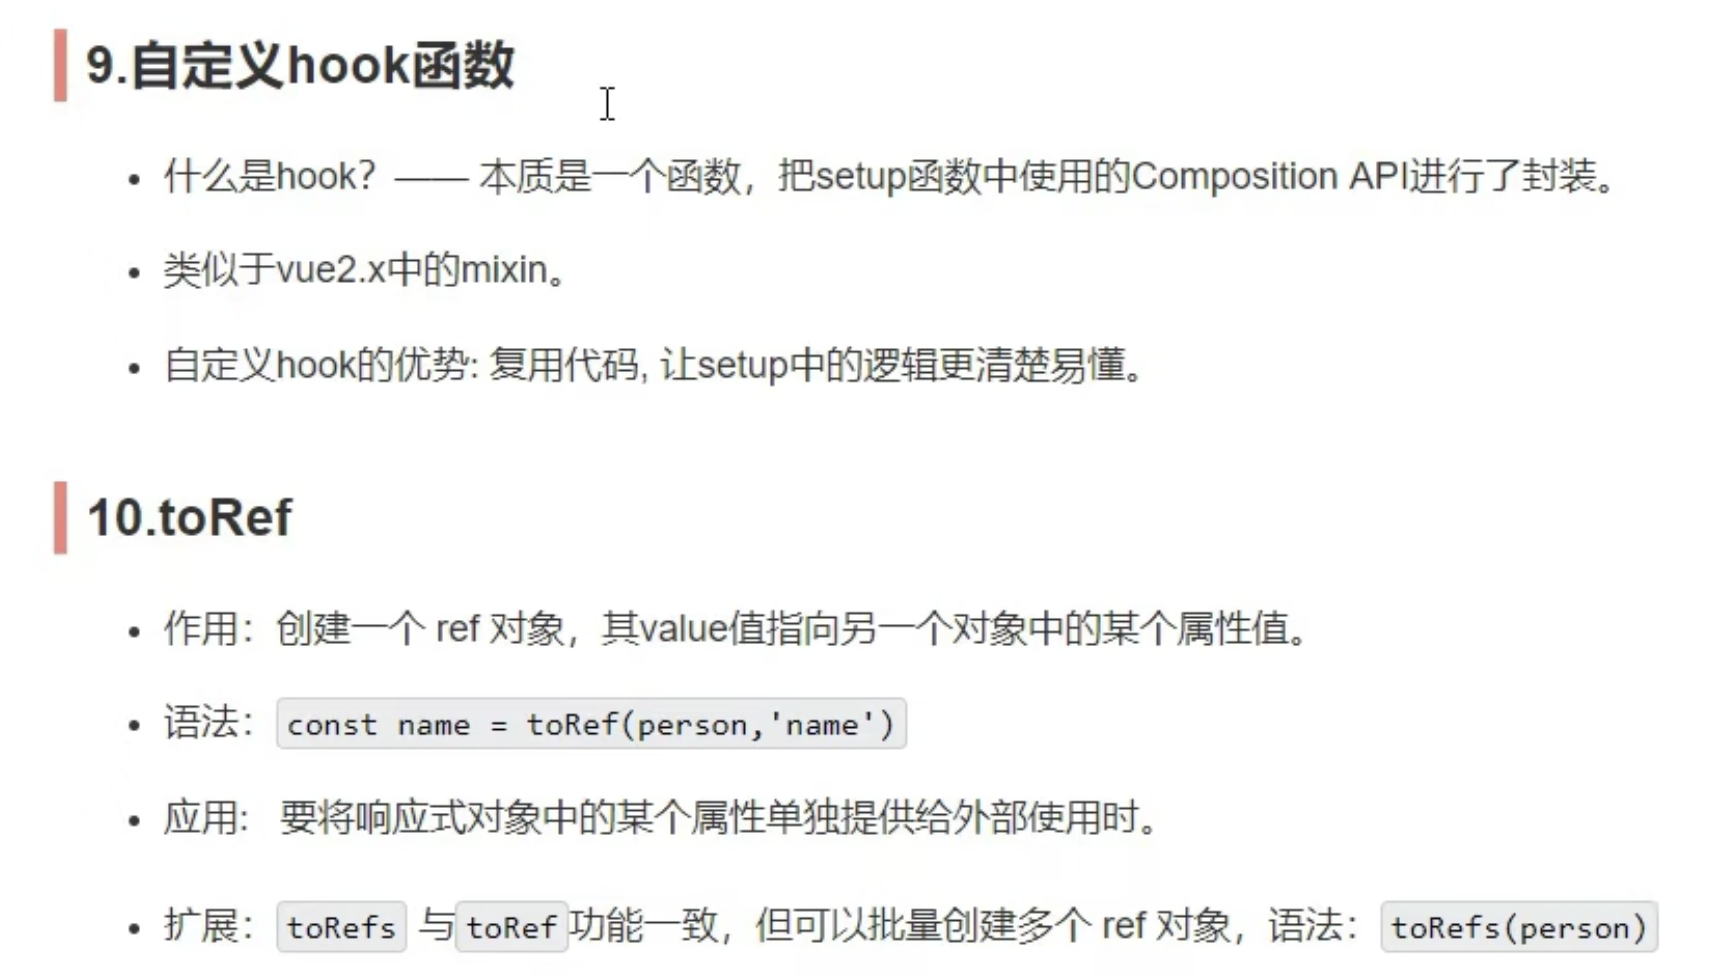 9.自定义hook函数
什么是hook？—— 本质是一个函数，把setup函数中使用的Composition API进行了封装。
类似于vue2.x中的mixin。
自定义hook的优势: 复用代码, 让setup中的逻辑更清楚易懂。
10.toRef
作用：创建一个 ref 对象，其value值指向另一个对象中的某个属性值。
语法：const name = toRef(person,'name')
应用: 要将响应式对象中的某个属性单独提供给外部使用时。
扩展：toRefs 与toRef功能一致，但可以批量创建多个 ref 对象，语法：toRefs(person)